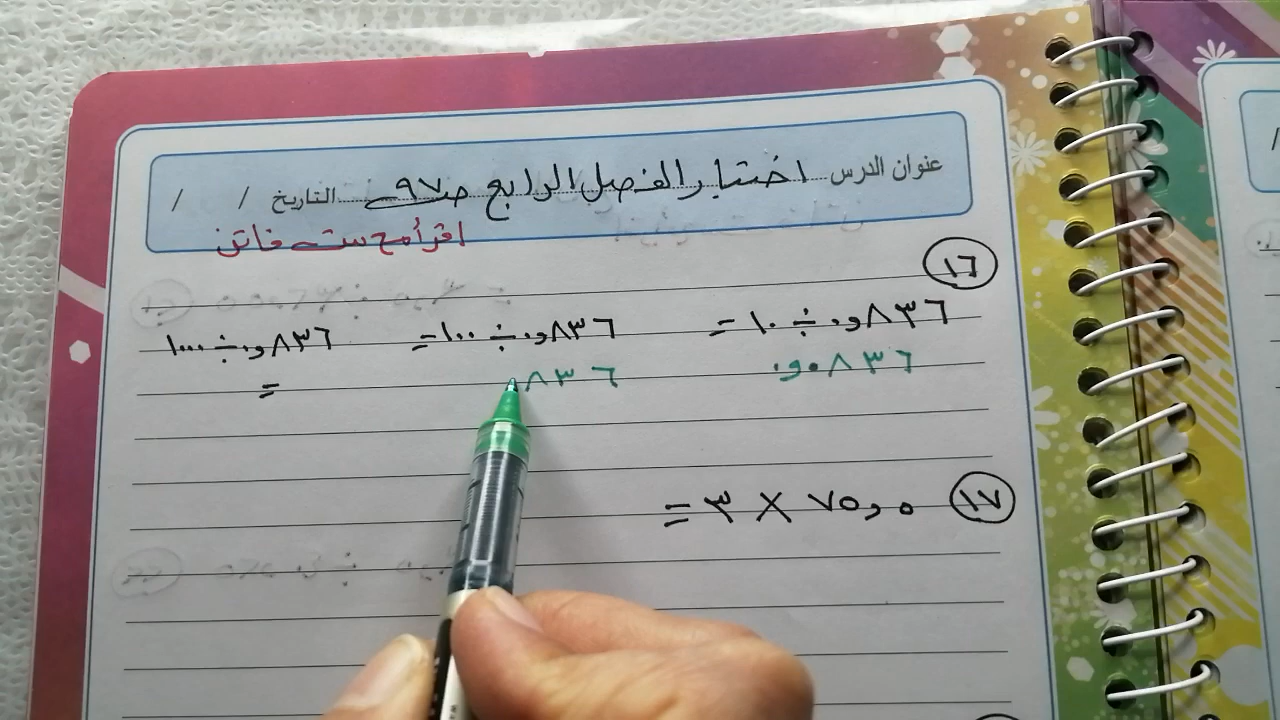 عنوان الدرس اختبار الفصل الرابع ص٩٧ التاريخ / /
اقرأ مع ست فاتن
١٦
٠,٨٣٦ ÷ ١٠ = ٠,٨٣٦ ÷ ١٠٠ = ٠,٨٣٦ ÷ ١٠٠٠ =
٠,٠٨٣٦ ٨٣٦
١٧ ٧٥,٥ × ٣ =